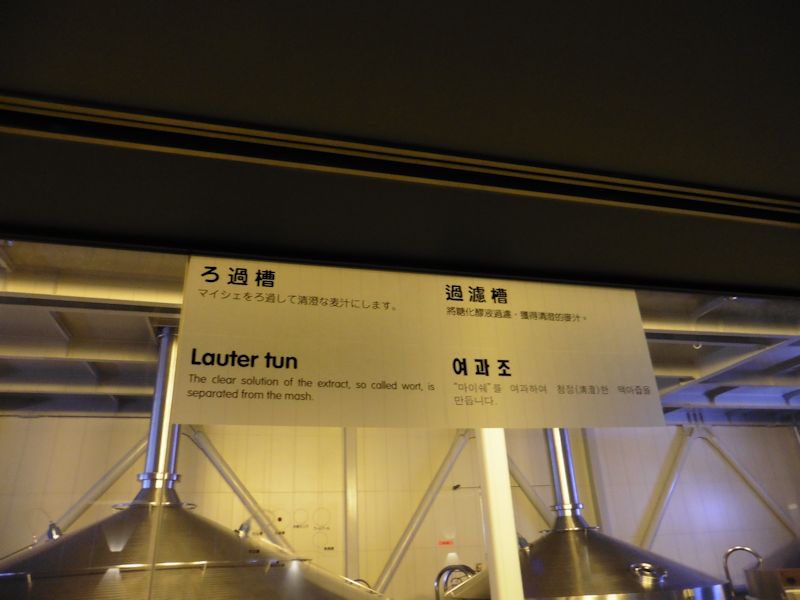 ろ過槽
マイシェをろ過して清澄な麦汁にします。
過濾槽
將糖化醪液過濾，獲得清澄的麥汁。
Lauter tun
The clear solution of the extract, so called wort, is
separated from the mash.
여과조
"마이쉐"를 여과하여 청정(淸澄)한 맥아즙을
만듭니다.